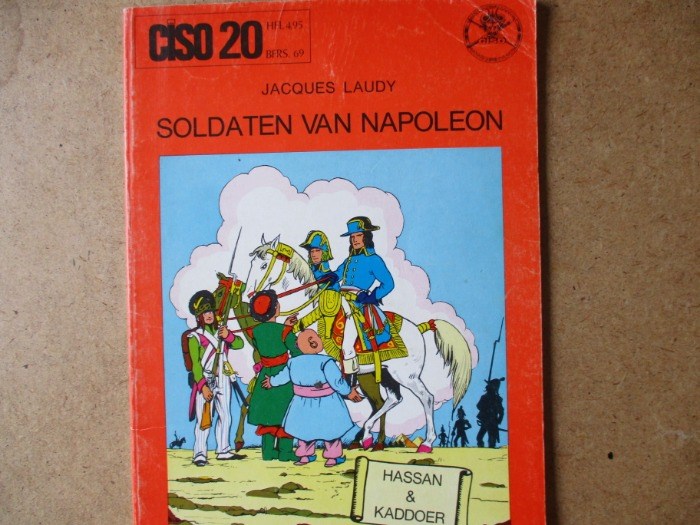 CISO 20
HFL 4.95
BFRS. 69
JACQUES LAUDY
SOLDATEN VAN NAPOLEON
HASSAN
&
KADDOER